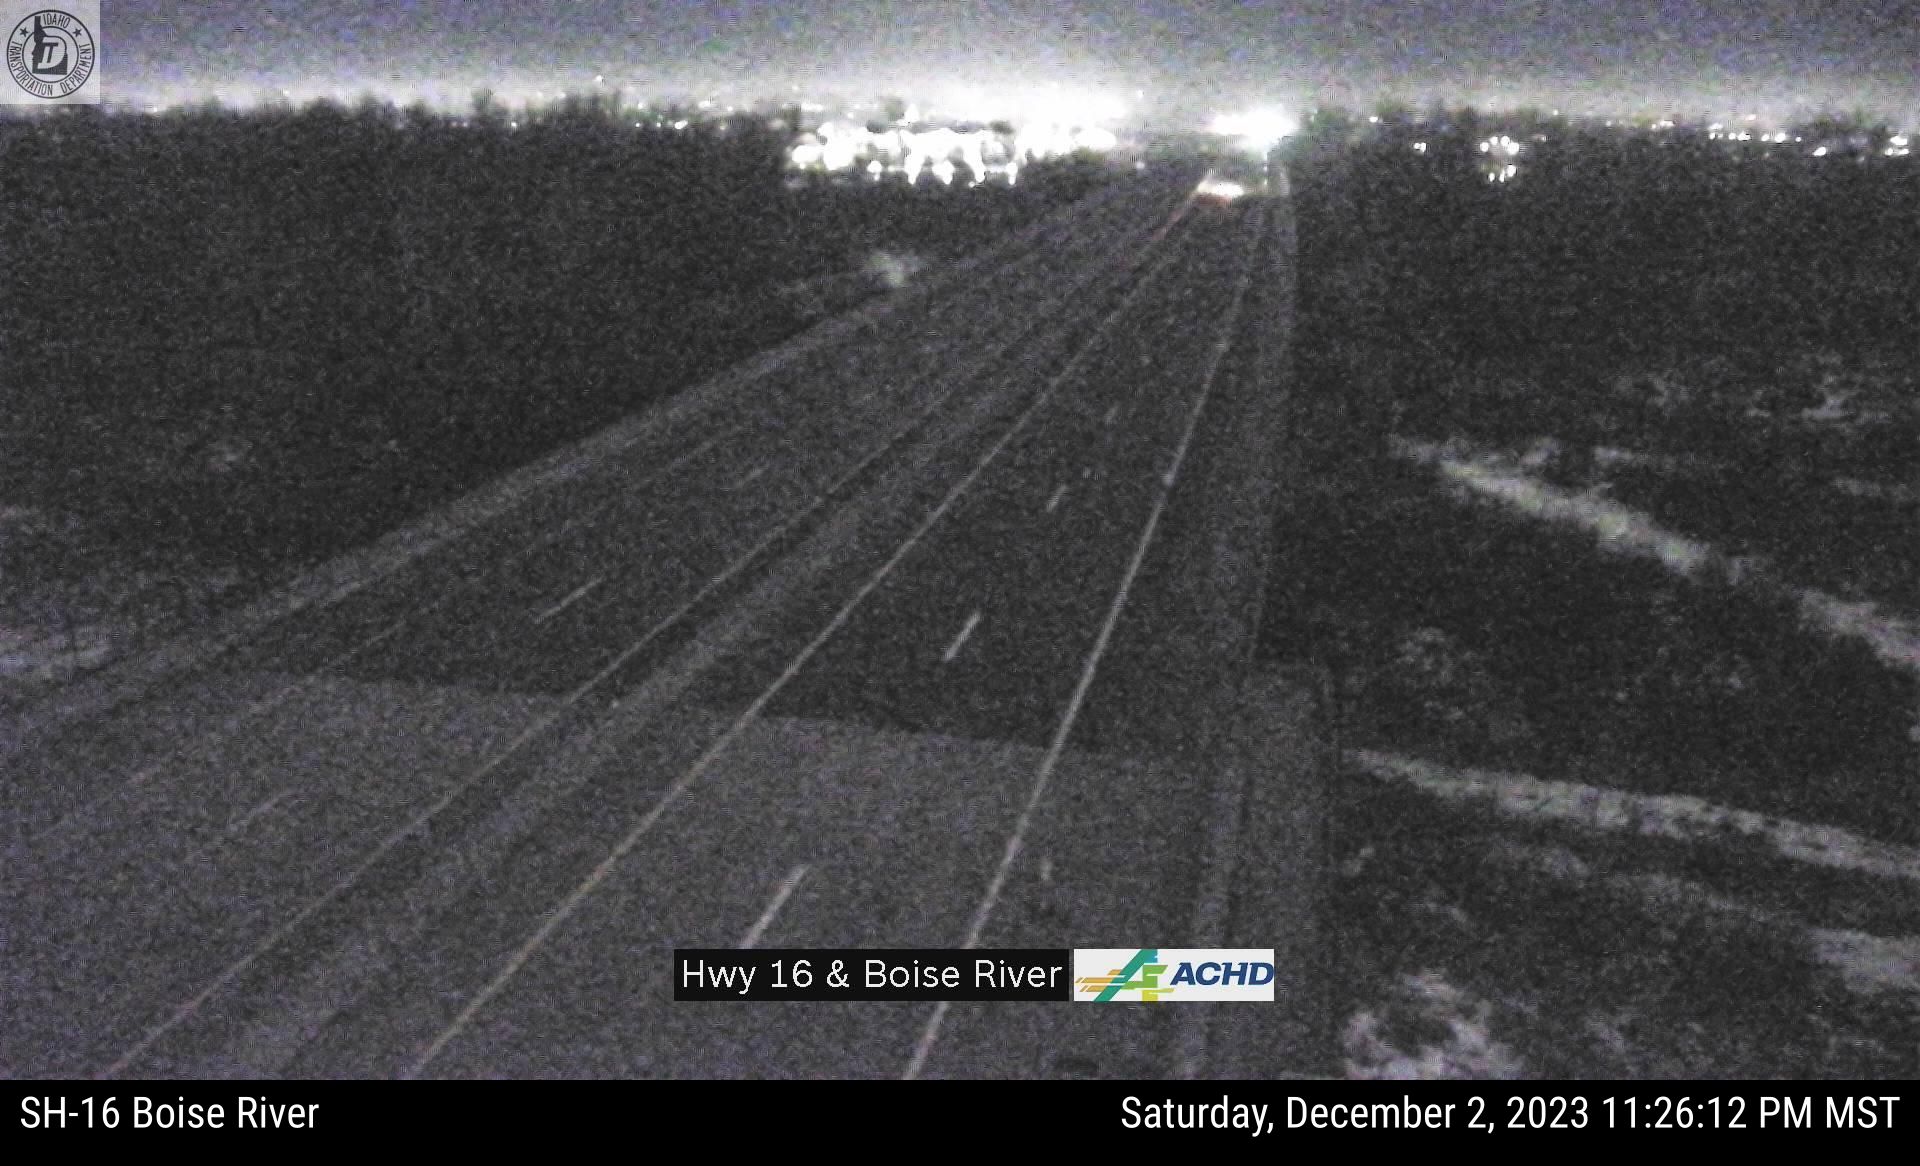 IDAHO
TRANSPORTATION DEPARTMENT
Hwy 16 & Boise River
ACHD
SH-16 Boise River
Saturday, December 2, 2023 11:26:12 PM MST